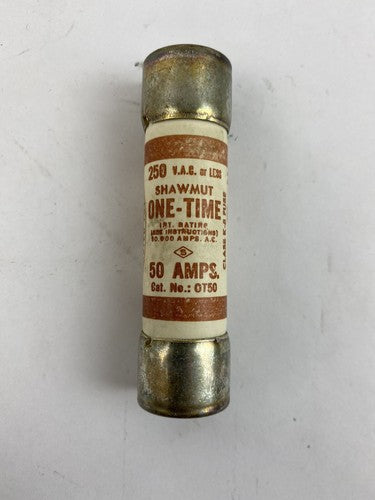 250 V.A.C. or LESS
SHAWMUT
ONE-TIME
INT. RATING
(SEE INSTRUCTIONS)
50,000 AMPS. A.C.
S
50 AMPS.
Cat. No.: OT50
CLASS K-5 FUSE